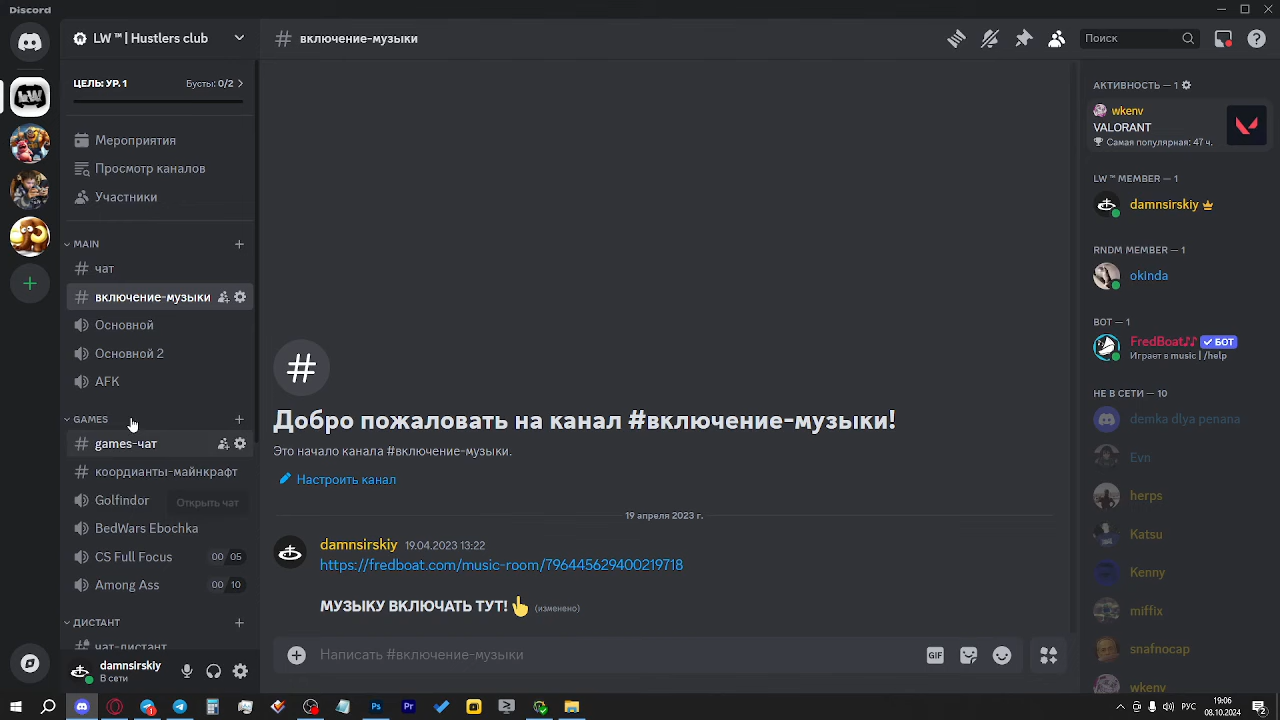 Discord
LW ™ | Hustlers club
ЦЕЛЬ: УР. 1
Бусты: 0/2
Мероприятия
Просмотр каналов
Участники
MAIN
чат
включение-музыки
Основной
Основной 2
AFK
GAMES
games-чат
координанты-майнкрафт
Golfindor
Открыть чат
BedWars Ebochka
CS Full Focus
00 05
Among Ass
00 10
ДИСТАНТ
чат-дистант
damnsirskiy
В сети
включение-музыки
Поиск
Добро пожаловать на канал #включение-музыки!
Это начало канала #включение-музыки.
Настроить канал
19 апреля 2023 г.
damnsirskiy 19.04.2023 13:22
https://fredboat.com/music-room/796445629400219718
МУЗЫКУ ВКЛЮЧАТЬ ТУТ! 👆 (изменено)
Написать #включение-музыки
GIF
АКТИВНОСТЬ — 1
wkenv
VALORANT
Самая популярная: 47 ч.
LW ™ MEMBER — 1
damnsirskiy
RNDM MEMBER — 1
okinda
BOT — 1
FredBoat♪♪ ✓ БОТ
Играет в music | /help
НЕ В СЕТИ — 10
demka dlya penana
Evn
herps
Katsu
Kenny
miffix
snafnocap
wkenv
Ps
Pr
РУС
19:06
08.10.2024